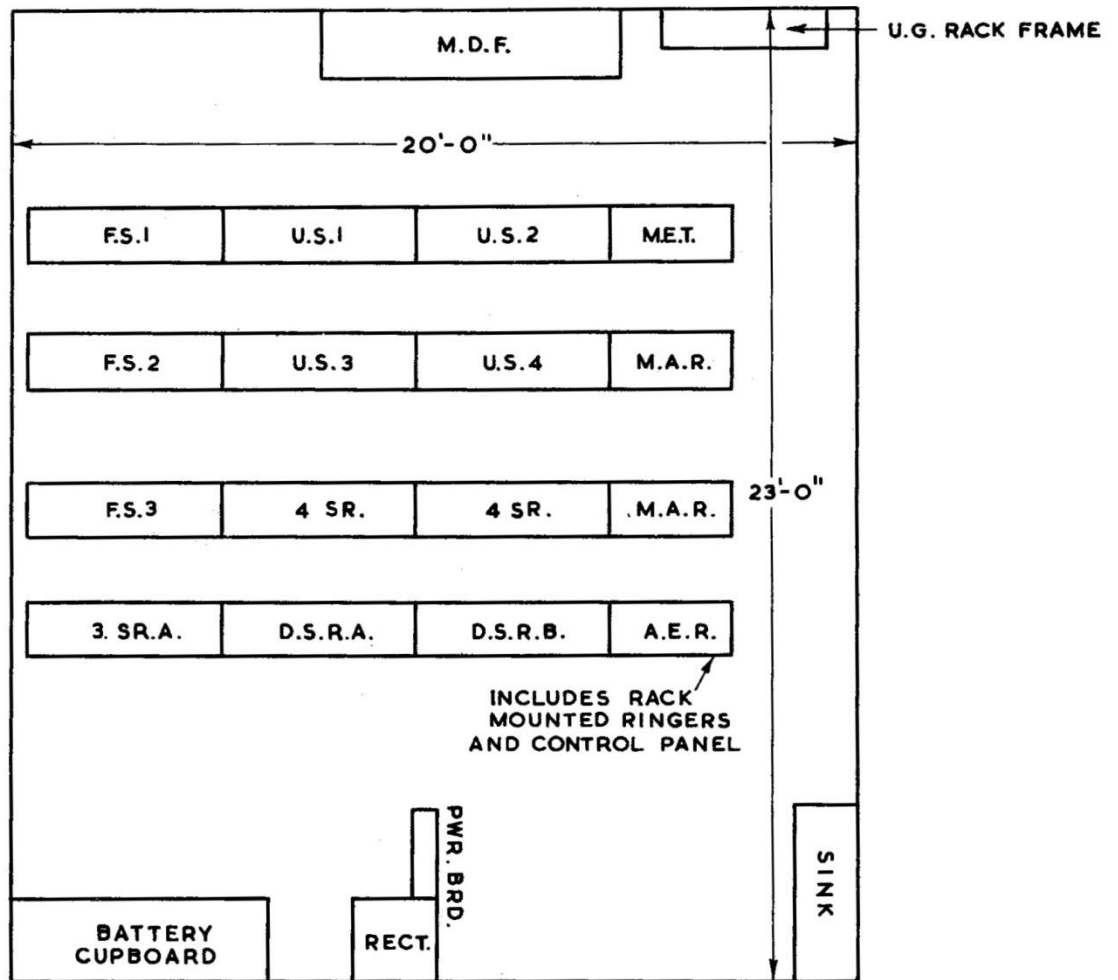 M.D.F.
U.G. RACK FRAME
20'-0"
F.S.1 U.S.1 U.S.2 M.E.T.
F.S.2 U.S.3 U.S.4 M.A.R.
23'-0"
F.S.3 4 SR. 4 SR. M.A.R.
3. SR.A. D.S.R.A. D.S.R.B. A.E.R.
INCLUDES RACK
MOUNTED RINGERS
AND CONTROL PANEL
PWR. BRD.
SINK
BATTERY
CUPBOARD
RECT.